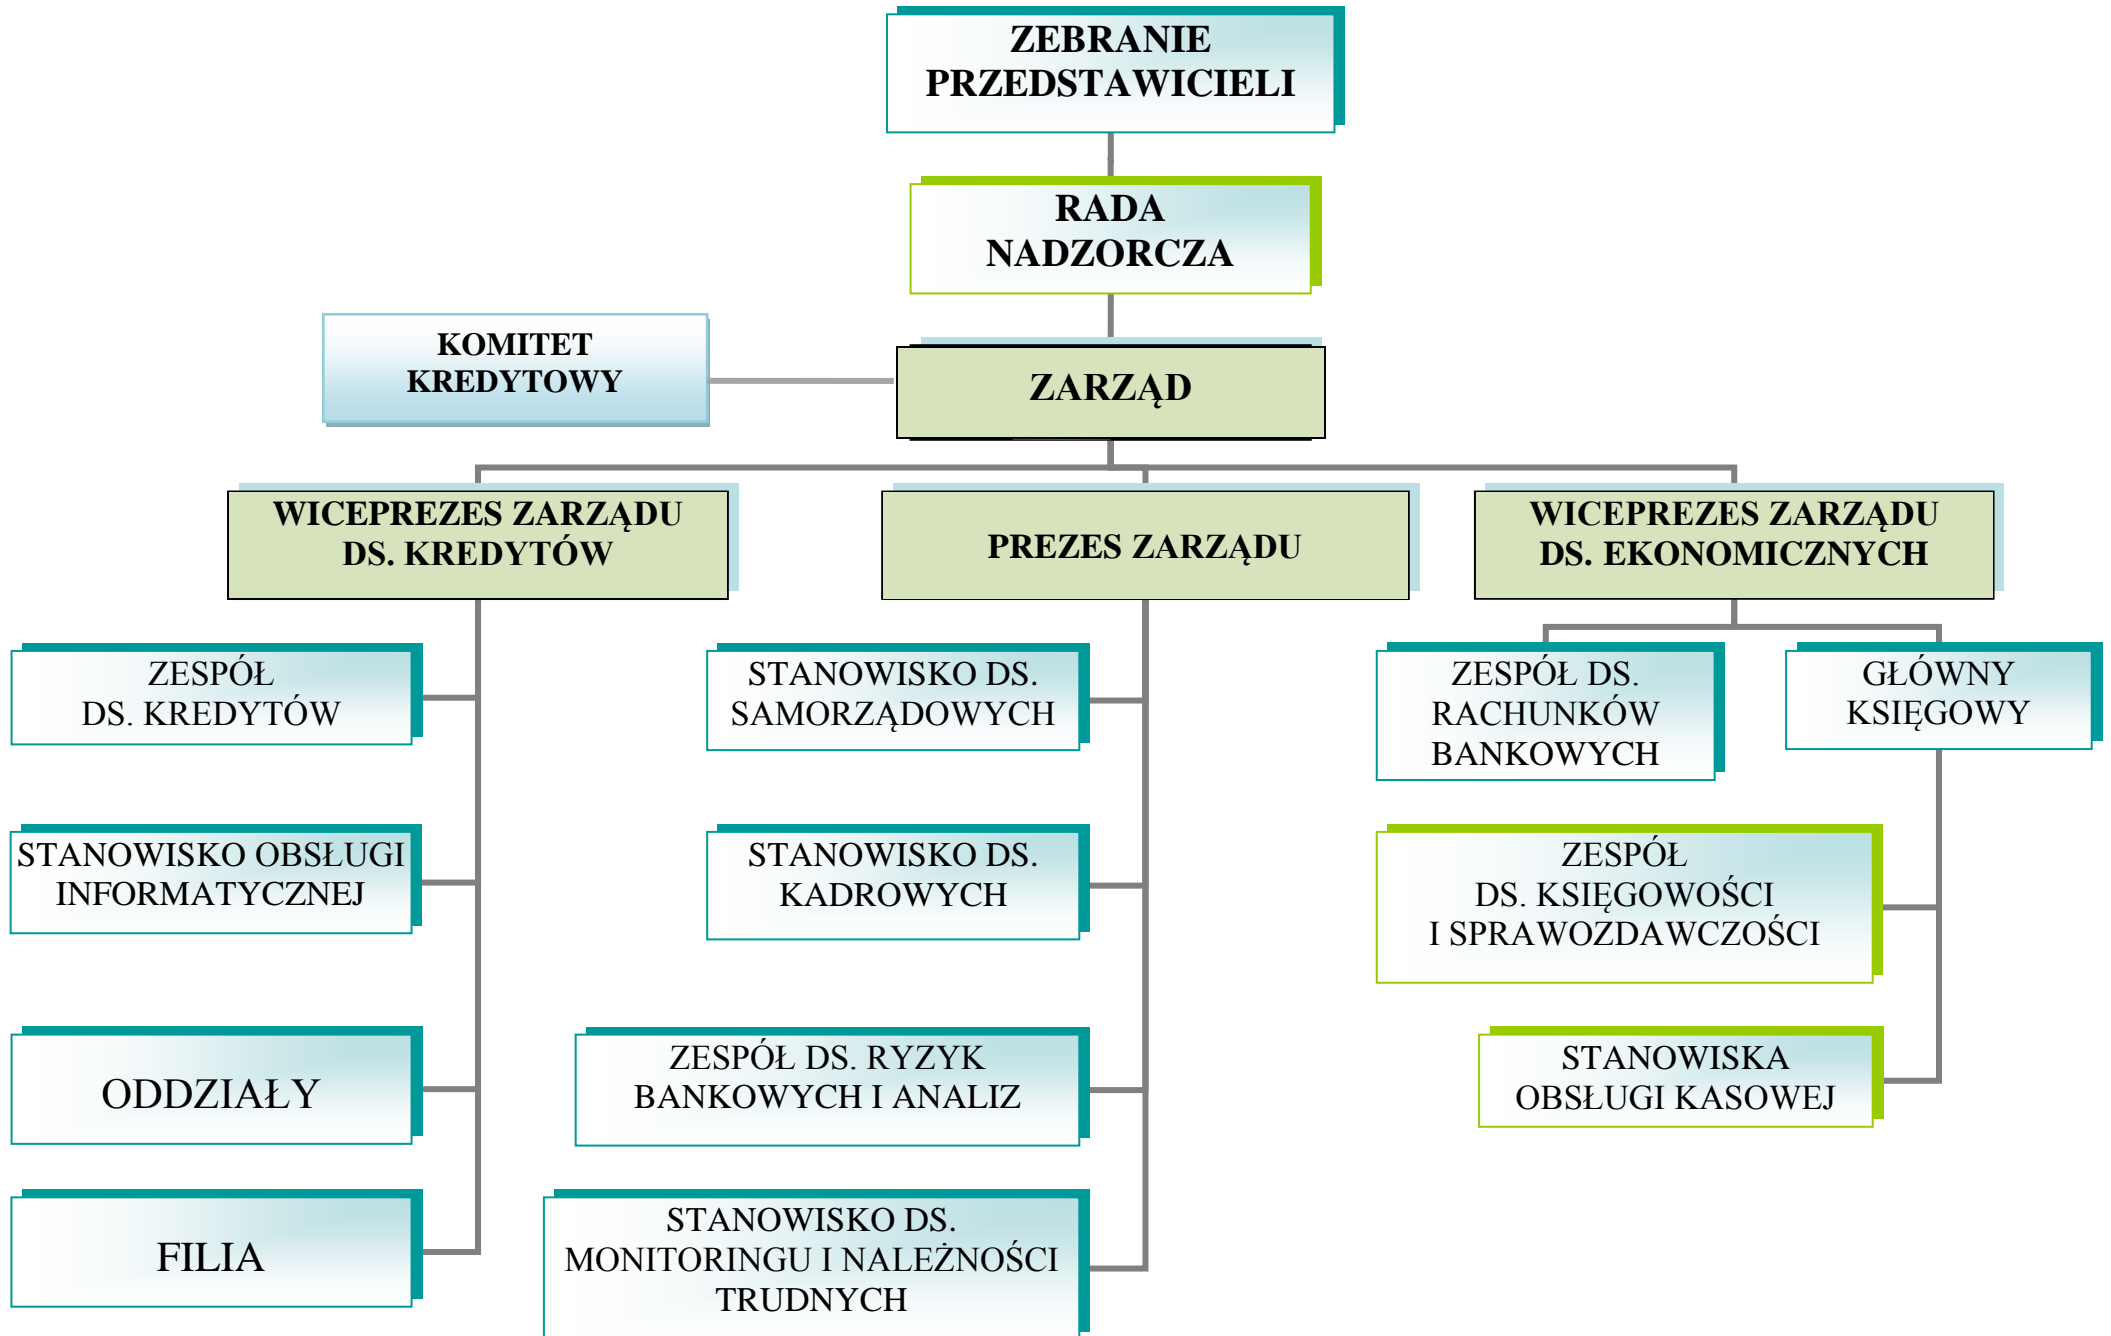 ZEBRANIE
PRZEDSTAWICIELI
RADA
NADZORCZA
KOMITET
KREDYTOWY
ZARZĄD
WICEPREZES ZARZĄDU
DS. KREDYTÓW
PREZES ZARZĄDU
WICEPREZES ZARZĄDU
DS. EKONOMICZNYCH
ZESPÓŁ
DS. KREDYTÓW
STANOWISKO DS.
SAMORZĄDOWYCH
ZESPÓŁ DS.
RACHUNKÓW
BANKOWYCH
GŁÓWNY
KSIĘGOWY
STANOWISKO OBSŁUGI
INFORMATYCZNEJ
STANOWISKO DS.
KADROWYCH
ZESPÓŁ
DS. KSIĘGOWOŚCI
I SPRAWOZDAWCZOŚCI
ODDZIAŁY
ZESPÓŁ DS. RYZYK
BANKOWYCH I ANALIZ
STANOWISKA
OBSŁUGI KASOWEJ
FILIA
STANOWISKO DS.
MONITORINGU I NALEŻNOŚCI
TRUDNYCH